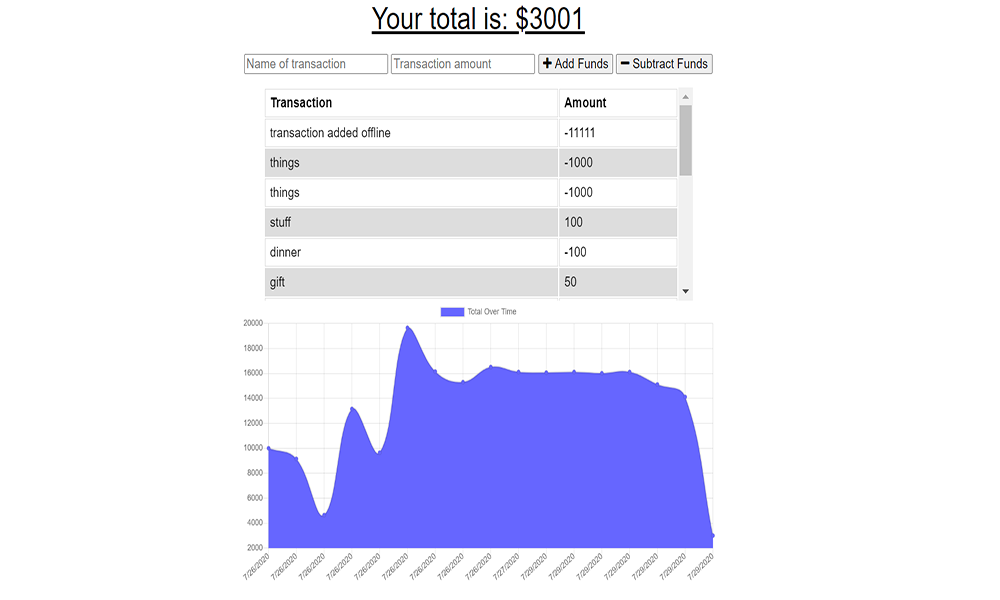 Your total is: $3001
Name of transaction Transaction amount + Add Funds − Subtract Funds
Transaction Amount
transaction added offline -11111
things -1000
things -1000
stuff 100
dinner -100
gift 50
Total Over Time
20000
18000
16000
14000
12000
10000
8000
6000
4000
2000
7/26/2020 7/26/2020 7/26/2020 7/26/2020 7/26/2020 7/26/2020 7/26/2020 7/26/2020 7/26/2020 7/27/2020 7/29/2020 7/29/2020 7/29/2020 7/29/2020 7/29/2020 7/29/2020 7/29/2020